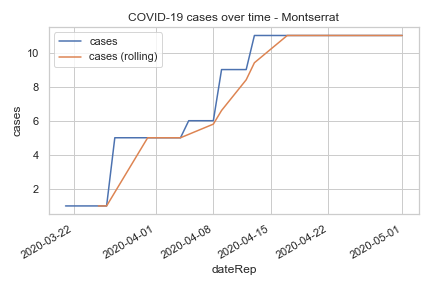 COVID-19 cases over time - Montserrat
cases
cases (rolling)
10
8
6
4
2
cases
2020-03-22
2020-04-01
2020-04-08
2020-04-15
2020-04-22
2020-05-01
dateRep